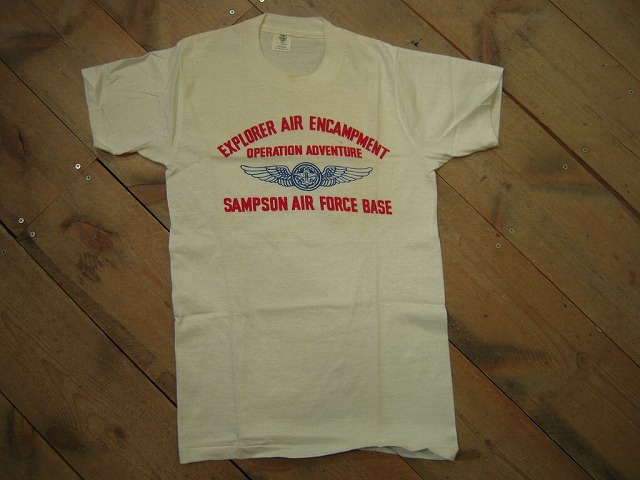 EXPLORER AIR ENCAMPMENT
OPERATION ADVENTURE
SAMPSON AIR FORCE BASE